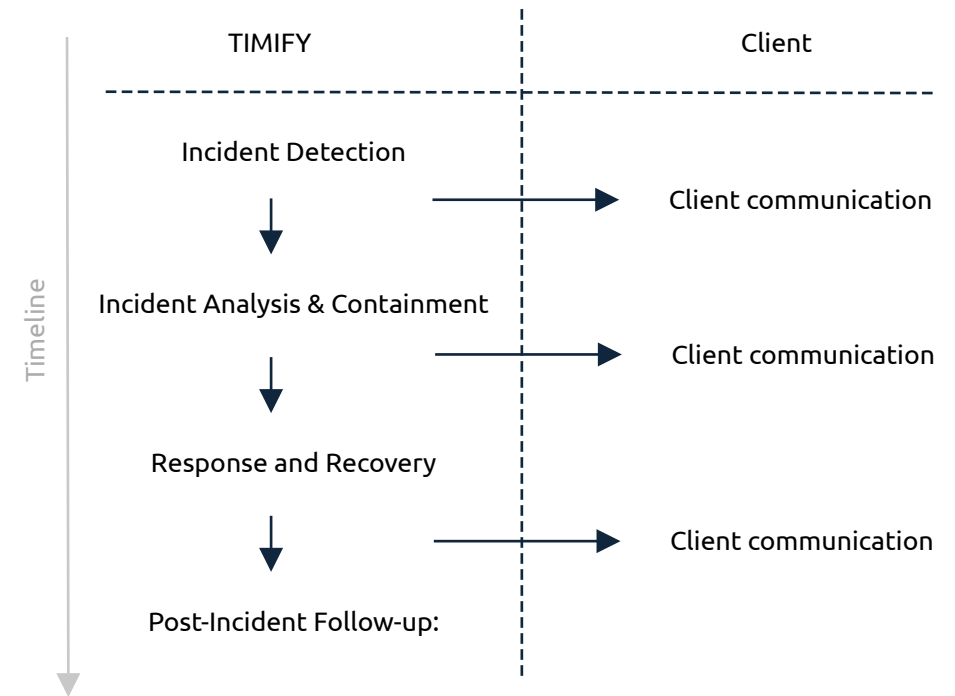 TIMIFY
Client
Incident Detection
Client communication
Timeline
Incident Analysis & Containment
Client communication
Response and Recovery
Client communication
Post-Incident Follow-up: